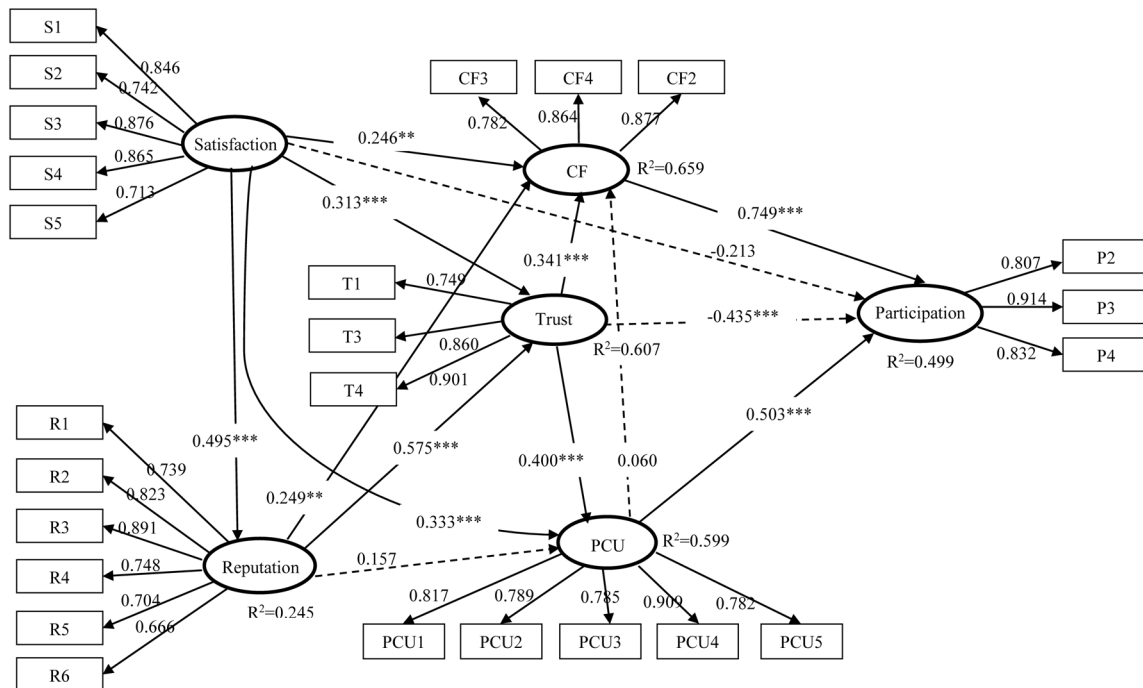 S1
0.846
S2
0.742
S3
0.876
S4
0.865
S5
0.713
Satisfaction
CF3
CF4
CF2
0.782
0.864
0.877
0.246**
CF
R²=0.659
0.313***
0.749***
-0.213
0.341***
T1
0.749
T3
0.860
T4
0.901
Trust
R²=0.607
-0.435***
Participation
R²=0.499
0.807
P2
0.914
P3
0.832
P4
R1
0.739
R2
0.823
R3
0.891
R4
0.748
R5
0.704
R6
0.666
0.495***
0.575***
0.400***
0.060
0.503***
0.249**
0.333***
0.157
Reputation
R²=0.245
PCU
R²=0.599
0.817
0.789
0.785
0.909
0.782
PCU1
PCU2
PCU3
PCU4
PCU5